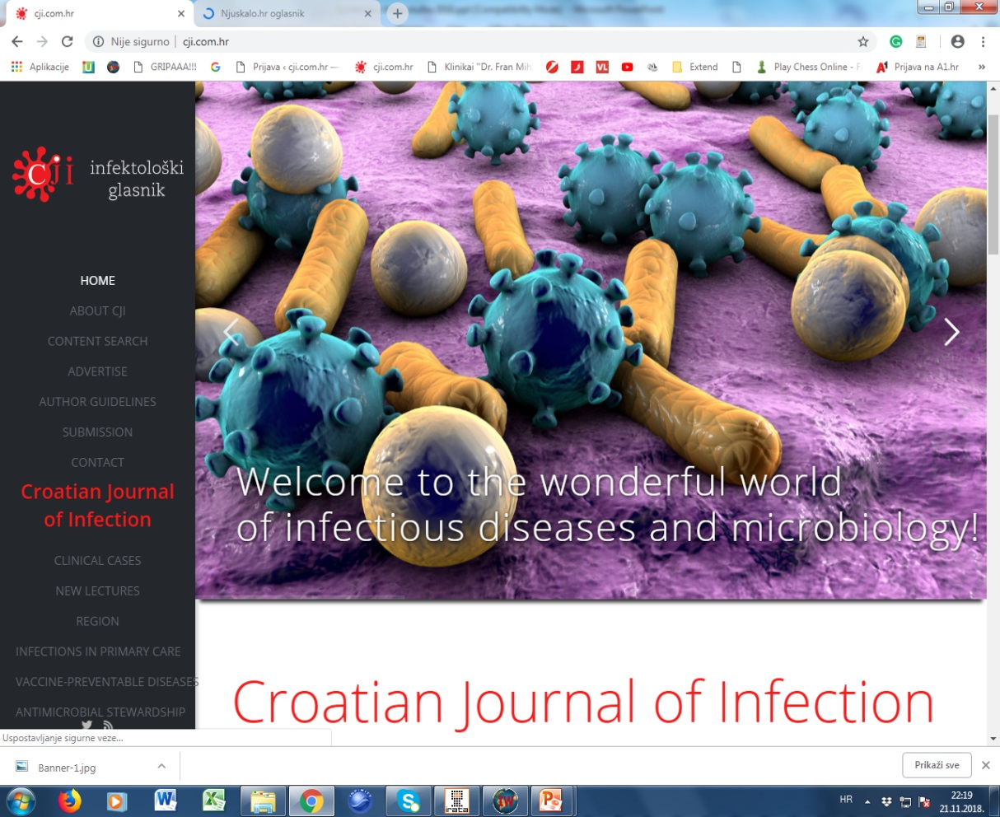 cji.com.hr
Njuskalo.hr oglasnik
Nije sigurno
cji.com.hr
Aplikacije
GRIPAAA!!!
Prijava ‹ cji.com.hr —
cji.com.hr
Klinikai "Dr. Fran Mih
VL
Extend
Play Chess Online - F
Prijava na A1.hr
»
cji infektološki
glasnik
HOME
ABOUT CJI
CONTENT SEARCH
ADVERTISE
AUTHOR GUIDELINES
SUBMISSION
CONTACT
Croatian Journal
of Infection
CLINICAL CASES
NEW LECTURES
REGION
INFECTIONS IN PRIMARY CARE
VACCINE-PREVENTABLE DISEASES
ANTIMICROBIAL STEWARDSHIP
Welcome to the wonderful world
of infectious diseases and microbiology!
Croatian Journal of Infection
Uspostavljanje sigurne veze...
Banner-1.jpg
Prikaži sve
irata
IW
HR
22:19
21.11.2018.